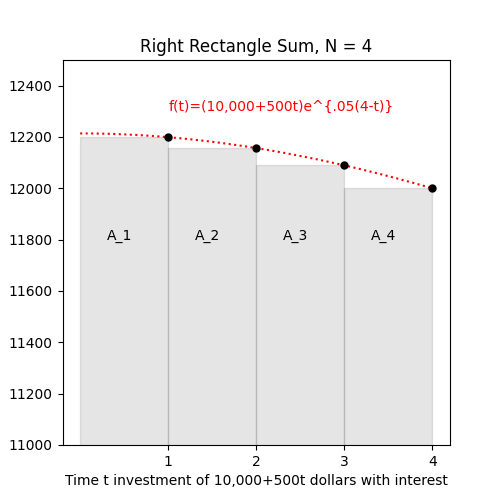 Right Rectangle Sum, N = 4
12400
f(t)=(10,000+500t)e^{.05(4-t)}
12200
12000
11800
A_1 A_2 A_3 A_4
11600
11400
11200
11000
1 2 3 4
Time t investment of 10,000+500t dollars with interest